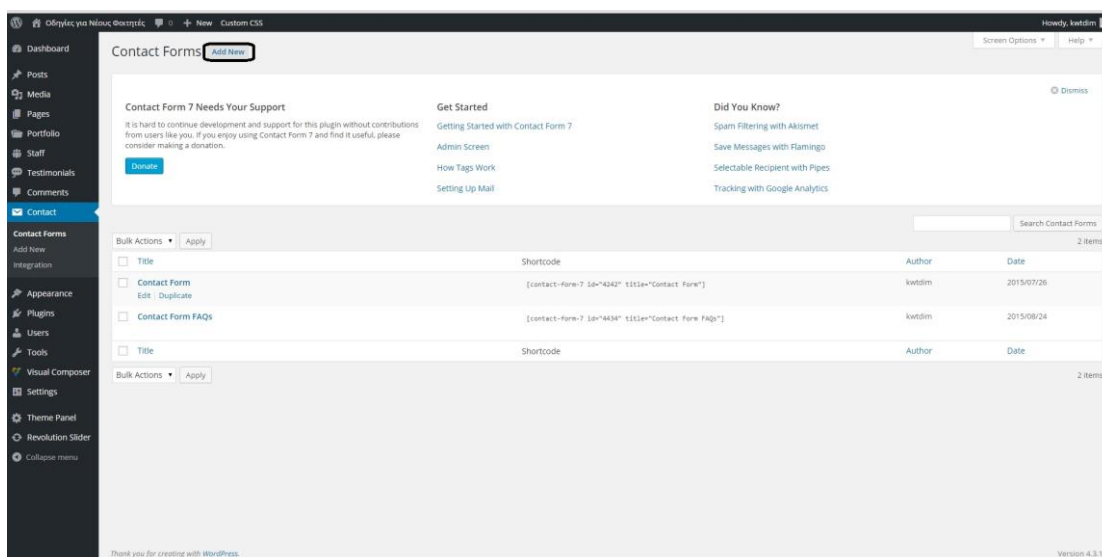 Οδηγίες για Νέους Φοιτητές 0 + New Custom CSS Howdy, kwtdim
Screen Options Help
Dashboard
Posts
Media
Pages
Portfolio
Staff
Testimonials
Comments
Contact
Contact Forms
Add New
Integration
Appearance
Plugins
Users
Tools
Visual Composer
Settings
Theme Panel
Revolution Slider
Collapse menu
Contact Forms Add New
Dismiss
Contact Form 7 Needs Your Support
It is hard to continue development and support for this plugin without contributions
from users like you. If you enjoy using Contact Form 7 and find it useful, please
consider making a donation.
Donate
Get Started
Getting Started with Contact Form 7
Admin Screen
How Tags Work
Setting Up Mail
Did You Know?
Spam Filtering with Akismet
Save Messages with Flamingo
Selectable Recipient with Pipes
Tracking with Google Analytics
Search Contact Forms
Bulk Actions Apply 2 items
Title Shortcode Author Date
Contact Form [contact-form-7 id="4242" title="Contact Form"] kwtdim 2015/07/26
Edit | Duplicate
Contact Form FAQs [contact-form-7 id="4434" title="Contact Form FAQs"] kwtdim 2015/08/24
Title Shortcode Author Date
Bulk Actions Apply 2 items
Thank you for creating with WordPress. Version 4.3.1